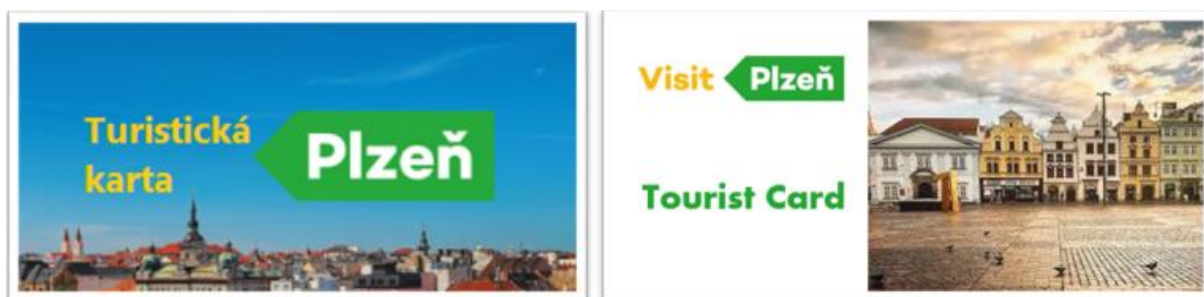 Turistická
karta
Plzeň
Visit Plzeň
Tourist Card